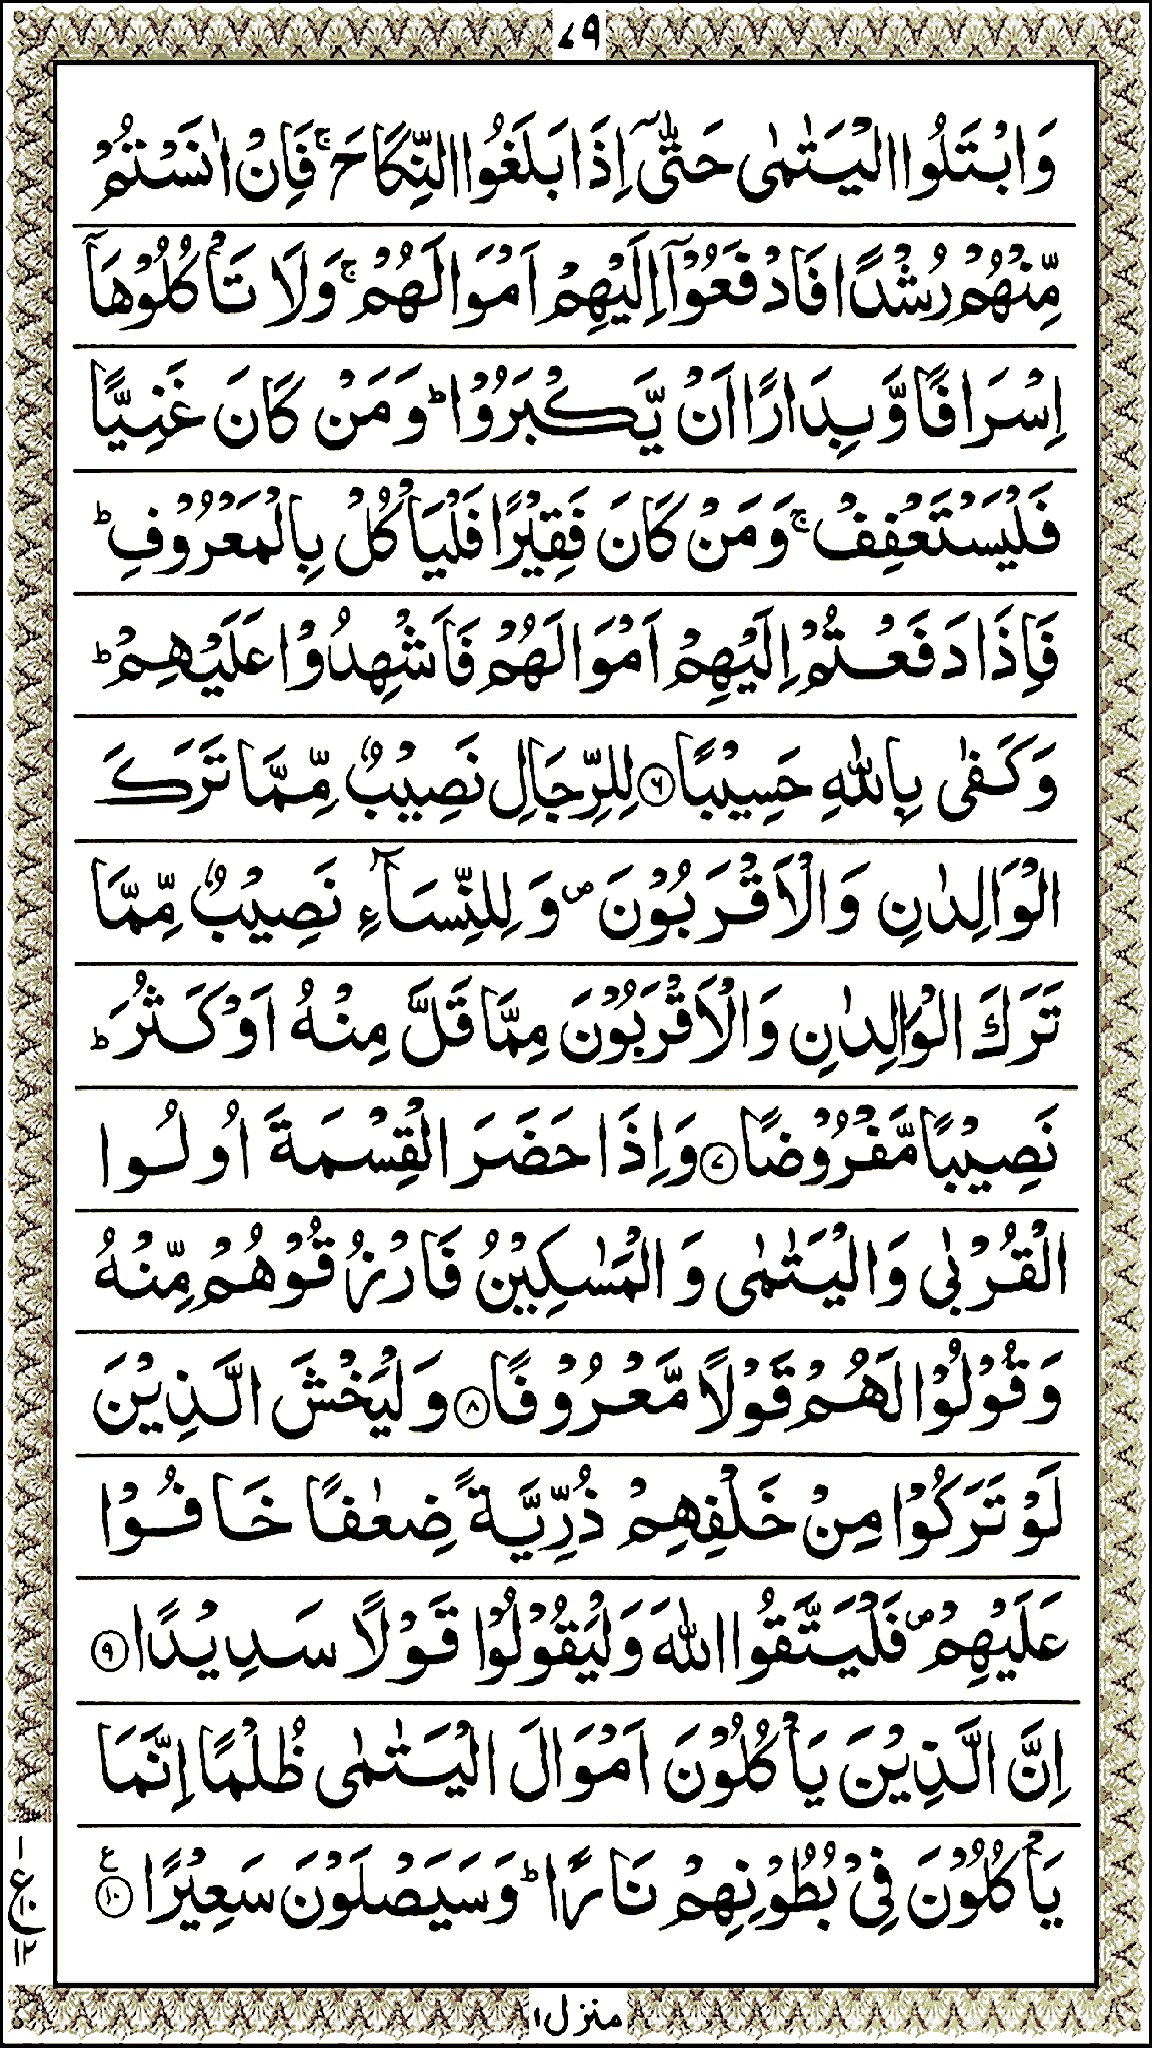 ٧٩
وَابْتَلُوا الْيَتٰمٰى حَتّٰۤى اِذَا بَلَغُوا النِّكَاحَ ۚ فَاِنْ اٰنَسْتُمْ
مِّنْهُمْ رُشْدًا فَادْفَعُوْۤا اِلَيْهِمْ اَمْوَالَهُمْ ۚ وَلَا تَاْكُلُوْهَاۤ
اِسْرَافًا وَّبِدَارًا اَنْ يَّكْبَرُوْا ؕ وَمَنْ كَانَ غَنِيًّا
فَلْيَسْتَعْفِفْ ۚ وَمَنْ كَانَ فَقِيْرًا فَلْيَاْكُلْ بِالْمَعْرُوْفِ ؕ
فَاِذَا دَفَعْتُمْ اِلَيْهِمْ اَمْوَالَهُمْ فَاَشْهِدُوْا عَلَيْهِمْ ؕ
وَكَفٰى بِاللّٰهِ حَسِيْبًا ﴿٦﴾ لِلرِّجَالِ نَصِيْبٌ مِّمَّا تَرَكَ
الْوَالِدٰنِ وَالْاَقْرَبُوْنَ ۪ وَلِلنِّسَآءِ نَصِيْبٌ مِّمَّا
تَرَكَ الْوَالِدٰنِ وَالْاَقْرَبُوْنَ مِمَّا قَلَّ مِنْهُ اَوْ كَثُرَ ؕ
نَصِيْبًا مَّفْرُوْضًا ﴿٧﴾ وَاِذَا حَضَرَ الْقِسْمَةَ اُولُوا
الْقُرْبٰى وَالْيَتٰمٰى وَالْمَسٰكِيْنُ فَارْزُقُوْهُمْ مِّنْهُ
وَقُوْلُوْا لَهُمْ قَوْلًا مَّعْرُوْفًا ﴿٨﴾ وَلْيَخْشَ الَّذِيْنَ
لَوْ تَرَكُوْا مِنْ خَلْفِهِمْ ذُرِّيَّةً ضِعٰفًا خَافُوْا
عَلَيْهِمْ ۪ فَلْيَتَّقُوا اللّٰهَ وَلْيَقُوْلُوْا قَوْلًا سَدِيْدًا ﴿٩﴾
اِنَّ الَّذِيْنَ يَاْكُلُوْنَ اَمْوَالَ الْيَتٰمٰى ظُلْمًا اِنَّمَا
يَاْكُلُوْنَ فِيْ بُطُوْنِهِمْ نَارًا ؕ وَسَيَصْلَوْنَ سَعِيْرًا ﴿١٠﴾ ع
١
ع
١٠
١٢
منزل ١